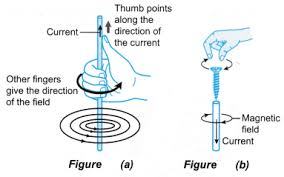 Thumb points
along the
direction of
the current
Current
Other fingers
give the direction
of the field
Magnetic
field
Current
Figure (a)
Figure (b)